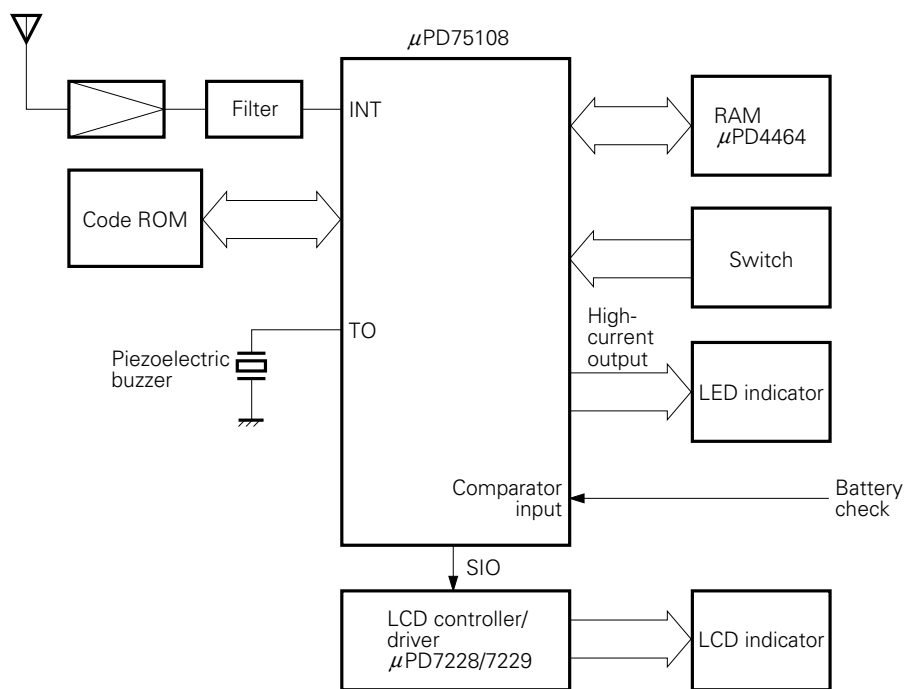 μPD75108
Filter
INT
RAM
μPD4464
Code ROM
Switch
TO
High-
current
output
Piezoelectric
buzzer
LED indicator
Comparator
input
Battery
check
SIO
LCD controller/
driver
μPD7228/7229
LCD indicator